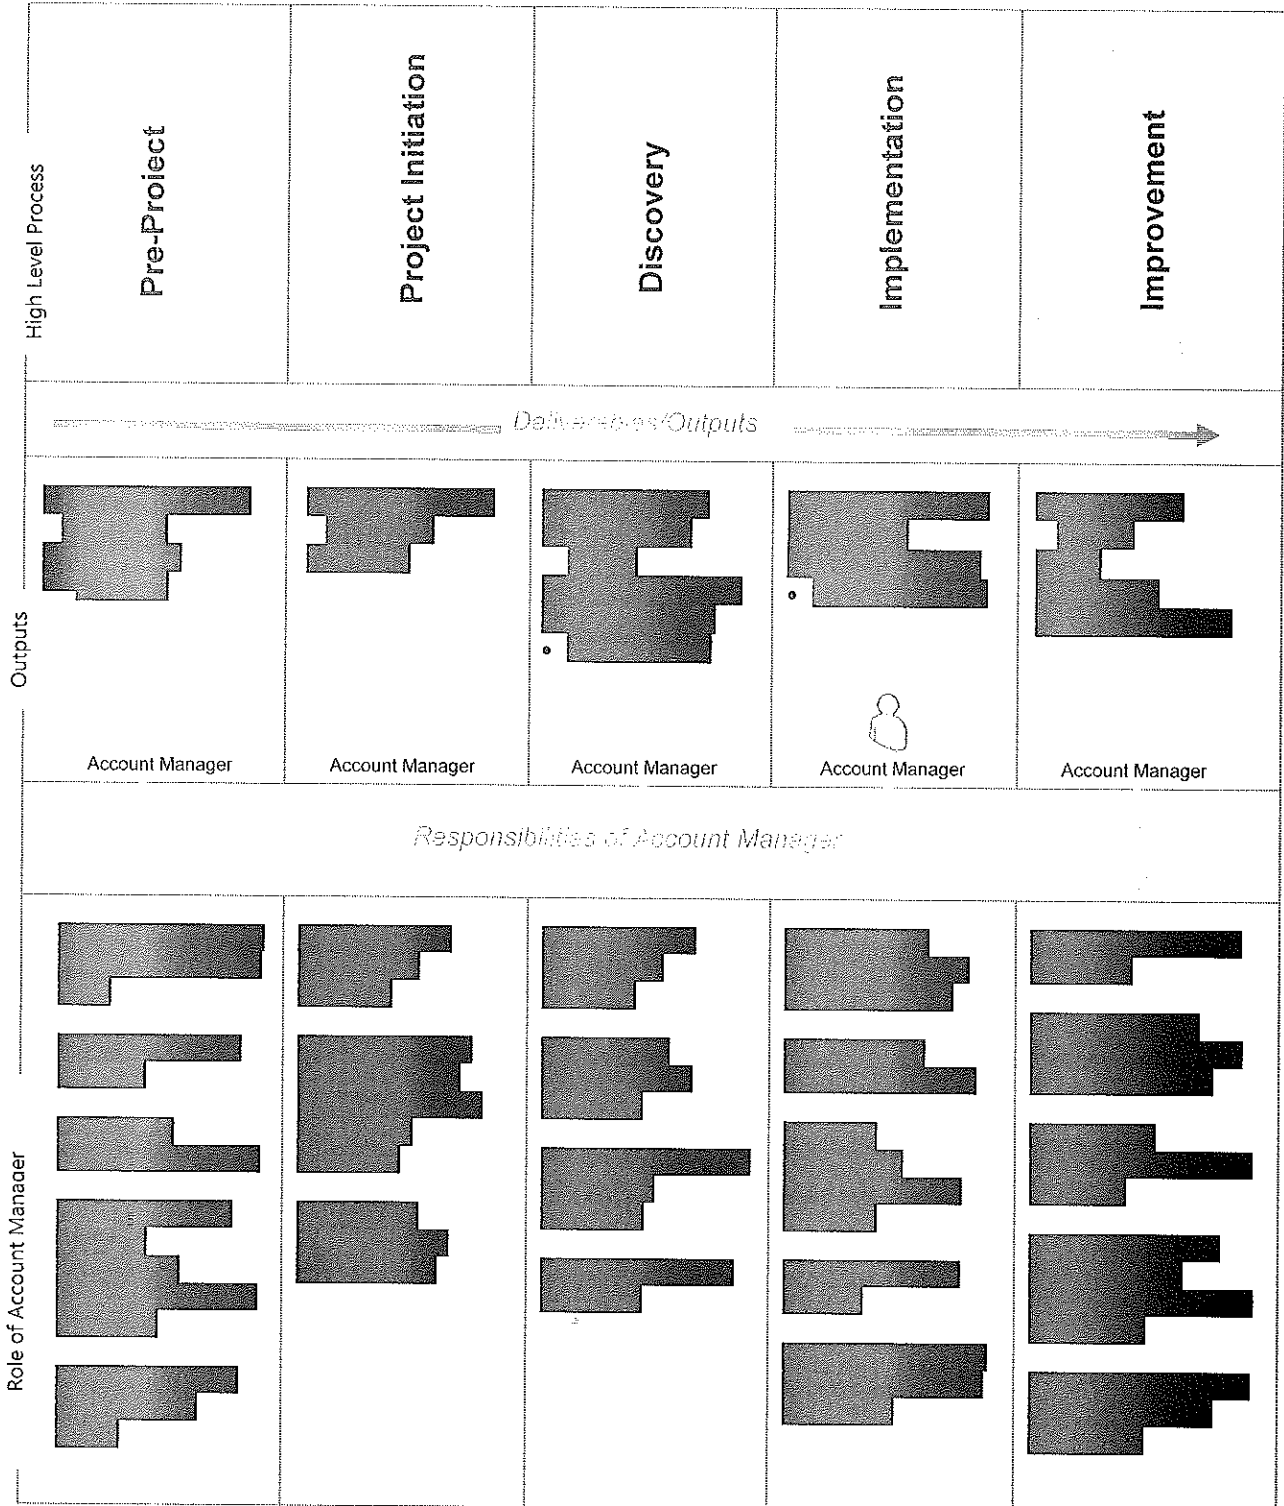 High Level Process
Pre-Project
Project Initiation
Discovery
Implementation
Improvement
Deliverables/Outputs
Outputs
Account Manager
Account Manager
Account Manager
Account Manager
Account Manager
Responsibilities of Account Manager
Role of Account Manager